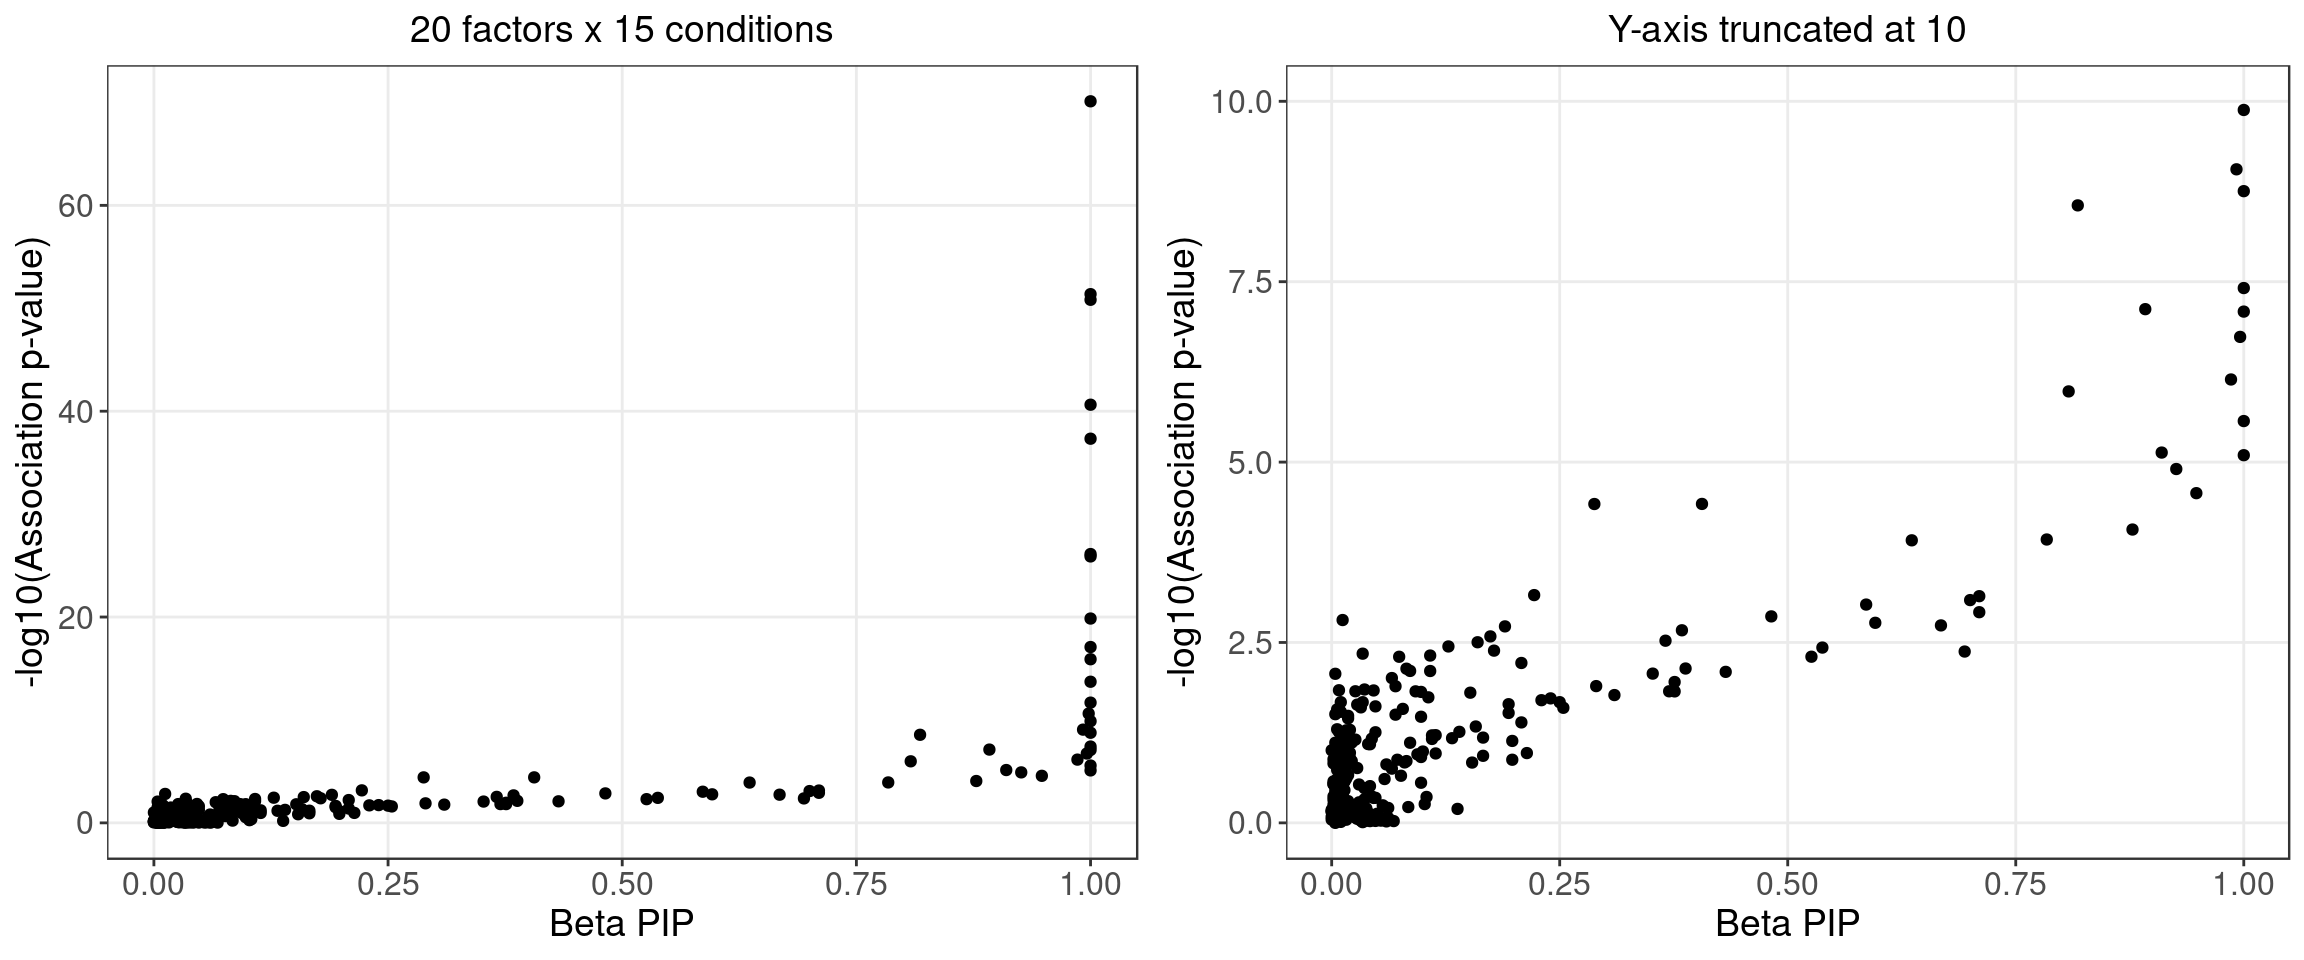 20 factors x 15 conditions
-log10(Association p-value)
60
40
20
0
0.00 0.25 0.50 0.75 1.00
Beta PIP
Y-axis truncated at 10
-log10(Association p-value)
10.0
7.5
5.0
2.5
0.0
0.00 0.25 0.50 0.75 1.00
Beta PIP